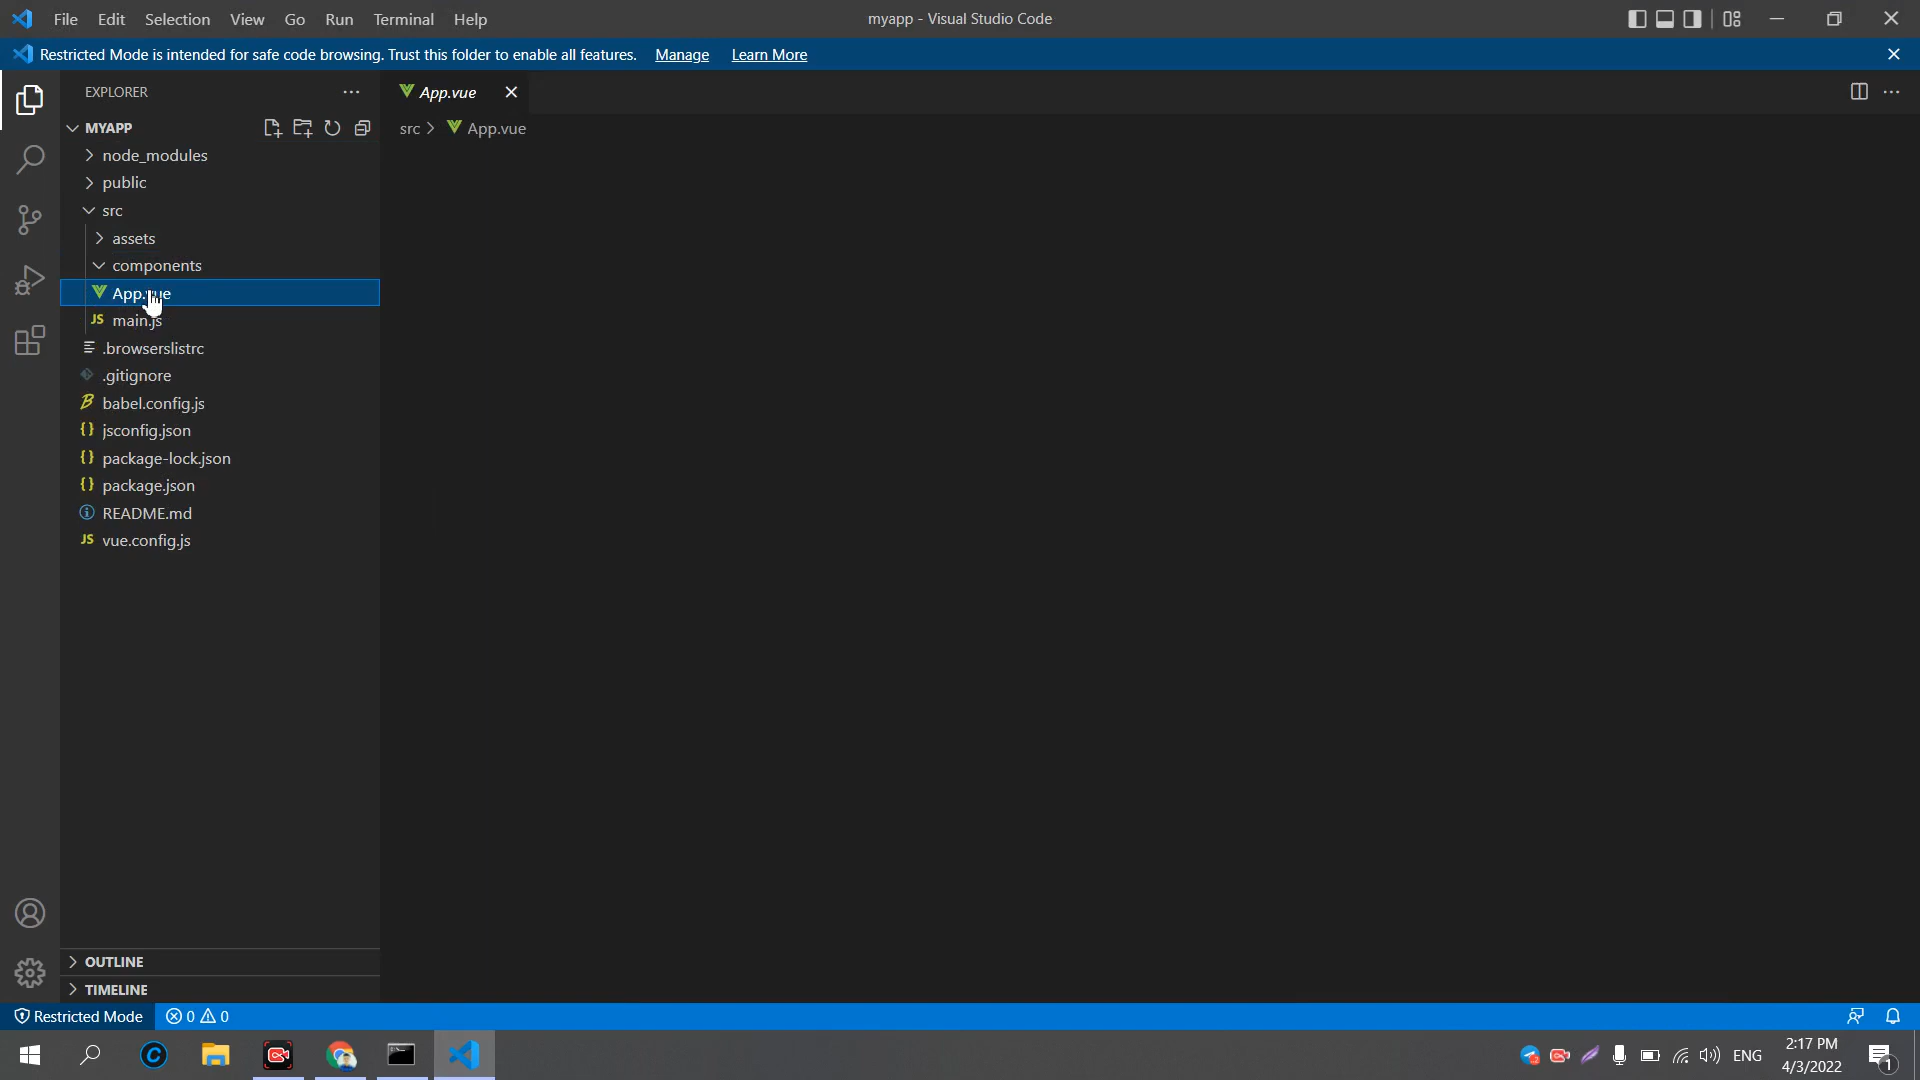 File Edit Selection View Go Run Terminal Help
myapp - Visual Studio Code
Restricted Mode is intended for safe code browsing. Trust this folder to enable all features. Manage Learn More
EXPLORER
App.vue
MYAPP
src > App.vue
node_modules
public
src
assets
components
App.vue
JS main.js
.browserslistrc
.gitignore
babel.config.js
{} jsconfig.json
{} package-lock.json
{} package.json
README.md
JS vue.config.js
OUTLINE
TIMELINE
Restricted Mode 0 0
ENG
2:17 PM
4/3/2022
1